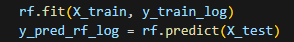 rf.fit(X_train, y_train_log)
y_pred_rf_log = rf.predict(X_test)